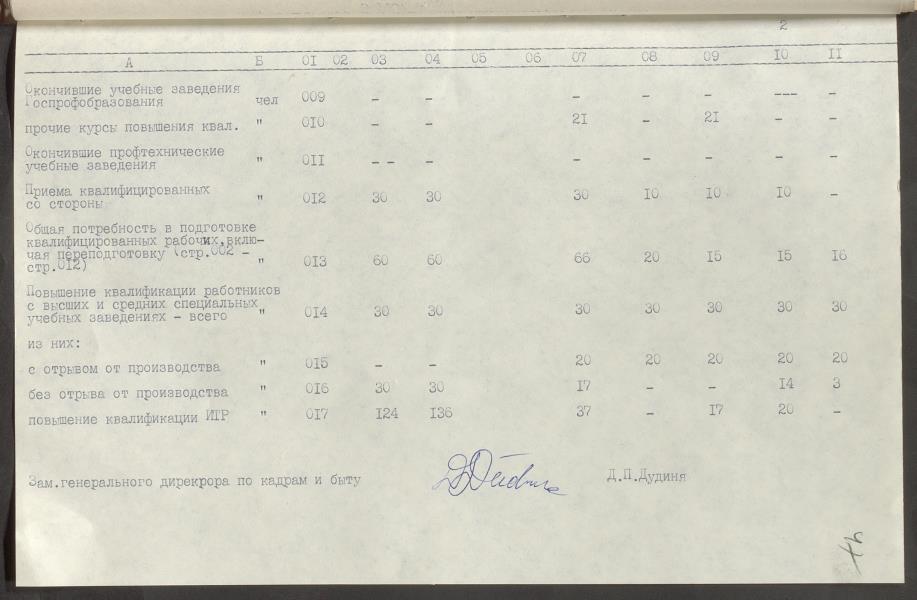 2
А Б 01 02 03 04 05 06 07 08 09 10 11
Окончившие учебные заведения
Госпрофобразования чел 009 - - - - - --- -
прочие курсы повышения квал. " 010 - - 21 - 21 - -
Окончившие профтехнические
учебные заведения " 011 - - - - - - - -
Приема квалифицированных
со стороны " 012 30 30 30 10 10 10 -
Общая потребность в подготовке
квалифицированных рабочих,вклю-
чая переподготовку (стр.002 -
стр.012) " 013 60 60 66 20 15 15 16
Повышение квалификации работников
с высших и средних специальных
учебных заведениях - всего " 014 30 30 30 30 30 30 30
из них:
с отрывом от производства " 015 - - 20 20 20 20 20
без отрыва от производства " 016 30 30 17 - - 14 3
повышение квалификации ИТР " 017 124 136 37 - 17 20 -
Зам.генерального дирекрора по кадрам и быту Д.П.Дудиня